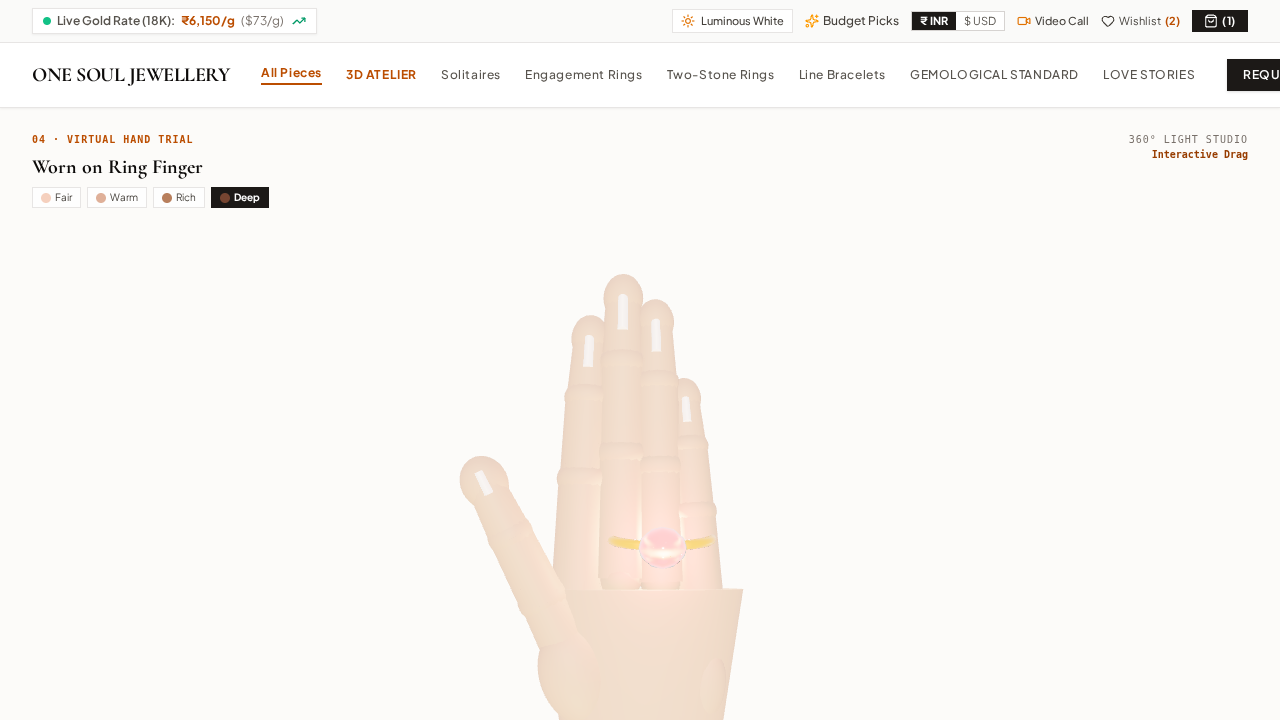 Live Gold Rate (18K): ₹6,150/g ($73/g)
Luminous White
Budget Picks
₹ INR
$ USD
Video Call
Wishlist (2)
(1)
ONE SOUL JEWELLERY
All Pieces
3D ATELIER
Solitaires
Engagement Rings
Two-Stone Rings
Line Bracelets
GEMOLOGICAL STANDARD
LOVE STORIES
REQU
04 · VIRTUAL HAND TRIAL
360° LIGHT STUDIO
Worn on Ring Finger
Interactive Drag
Fair
Warm
Rich
Deep